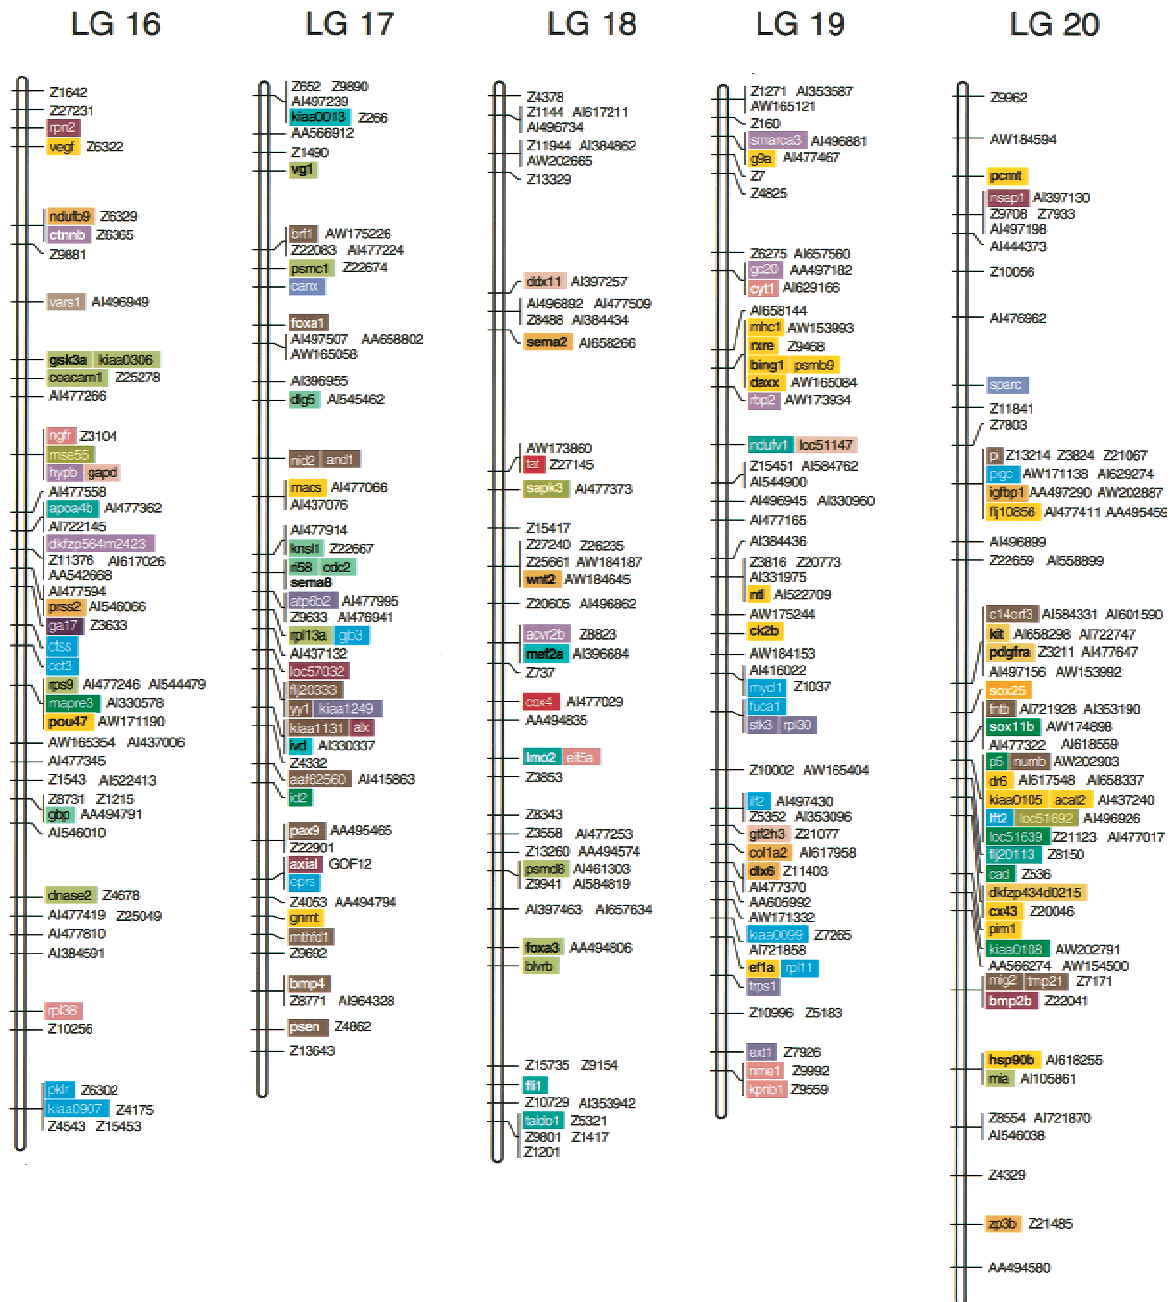 LG 16
Z1642
Z27231
rpn2
vegf Z6322
ndufb9 Z6329
ctnnb Z6365
Z9881
vars1 AI496949
gsk3a kiaa0306
ceacam1 Z25278
AI477266
ngfr Z3104
mse55
hypb gapd
AI477558
apoa4b AI477362
AI722145
dkfzp564m2423
Z11376 AI617026
AA542668
AI477594
prss2 AI546066
ga17 Z3633
ctss
cct3
rps9 AI477246 AI544479
mapre3 AI330578
pou47 AW171190
AW165354 AI437006
AI477345
Z1543 AI522413
Z8731 Z1215
gbp AA494791
AI546010
dnase2 Z4678
AI477419 Z25049
AI477810
AI384591
rpl38
Z10256
pklr Z6302
kiaa0907 Z4175
Z4543 Z15453
LG 17
Z652 Z9890
AI497239
kiaa0013 Z266
AA566912
Z1490
vg1
brf1 AW175226
Z22083 AI477224
psmc1 Z22674
canx
foxa1
AI497507 AA658802
AW165058
AI396955
dlg5 AI545462
nid2 and1
macs AI477066
AI437076
AI477914
knsl1 Z22667
ri58 cdc2
sema8
atp6b2 AI477995
Z9633 AI476941
rpl13a gjb3
AI437132
loc57032
flj20333
yy1 kiaa1249
kiaa1131 alx
ivd AI330337
Z4332
aaf62560 AI415863
id2
pax9 AA495465
Z22901
axial GOF12
eprs
Z4053 AA494794
gnmt
mthfd1
Z9692
bmp4
Z8771 AI964328
psen Z4862
Z13643
LG 18
Z4378
Z1144 AI617211
AI496734
Z11944 AI384862
AW202665
Z13329
ddx11 AI397257
AI496892 AI477509
Z8488 AI384434
sema2 AI658266
AW173860
tat Z27145
sapk3 AI477373
Z15417
Z27240 Z26235
Z25661 AW184187
wnt2 AW184645
Z20605 AI496862
acvr2b Z8823
mef2a AI396684
Z737
cox4 AI477029
AA494835
lmo2 eif5a
Z3853
Z8343
Z3558 AI477253
Z13260 AA494574
psmd8 AI461303
Z9941 AI584819
AI397463 AI657634
foxa3 AA494806
blvrb
Z15735 Z9154
fli1
Z10729 AI353942
taldo1 Z5321
Z9801 Z1417
Z1201
LG 19
Z1271 AI353587
AW165121
Z160
smarca3 AI496881
g9a AI477467
Z7
Z4825
Z6275 AI657560
gc20 AA497182
cyt1 AI629166
AI658144
mhc1 AW153993
rxre Z9468
bing1 psmb9
daxx AW165084
rbp2 AW173934
ndufv1 loc51147
Z15451 AI584762
AI544900
AI496945 AI330960
AI477165
AI384436
Z3816 Z20773
AI331975
ntl AI522709
AW175244
ck2b
AW184153
AI416022
mycl1 Z1037
fuca1
stk3 rpl30
Z10002 AW165404
ift2 AI497430
Z5352 AI353096
gtf2h3 Z21077
col1a2 AI617958
dlx6 Z11403
AI477370
AA605992
AW171332
kiaa0099 Z7265
AI721858
ef1a rpl11
trps1
Z10996 Z5183
ext1 Z7926
nme1 Z9992
kpnb1 Z9559
LG 20
Z9962
AW184594
pcmt
nsap1 AI397130
Z9708 Z7933
AI497198
AI444373
Z10056
AI476962
sparc
Z11841
Z7803
pi Z13214 Z3824 Z21067
pigc AW171138 AI629274
igfbp1 AA497290 AW202887
flj10856 AI477411 AA495459
AI496899
Z22659 AI558899
c14orf3 AI584331 AI601590
kit AI658298 AI722747
pdgfra Z3211 AI477647
AI497156 AW153992
sox25
fntb AI721928 AI353190
sox11b AW174898
AI477322 AI618559
p5 numb AW202903
dr6 AI617548 AI658337
kiaa0105 acat2 AI437240
lft2 loc51692 AI496926
loc51639 Z21123 AI477017
flj20113 Z8150
cad Z536
dkfzp434d0215
cx43 Z20046
pim1
kiaa0108 AW202791
AA566274 AW154500
mig2 tmp21 Z7171
bmp2b Z22041
hsp90b AI618255
mia AI105861
Z8554 AI721870
AI546038
Z4329
zp3b Z21485
AA494580